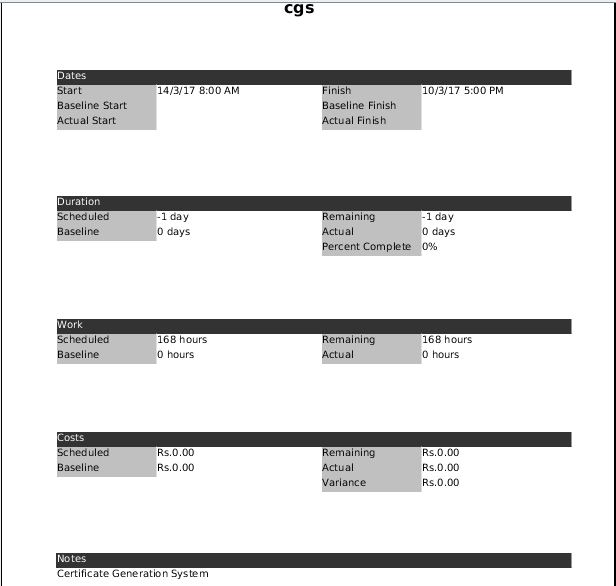 cgs
Dates
Start 14/3/17 8:00 AM Finish 10/3/17 5:00 PM
Baseline Start Baseline Finish
Actual Start Actual Finish
Duration
Scheduled -1 day Remaining -1 day
Baseline 0 days Actual 0 days
Percent Complete 0%
Work
Scheduled 168 hours Remaining 168 hours
Baseline 0 hours Actual 0 hours
Costs
Scheduled Rs.0.00 Remaining Rs.0.00
Baseline Rs.0.00 Actual Rs.0.00
Variance Rs.0.00
Notes
Certificate Generation System